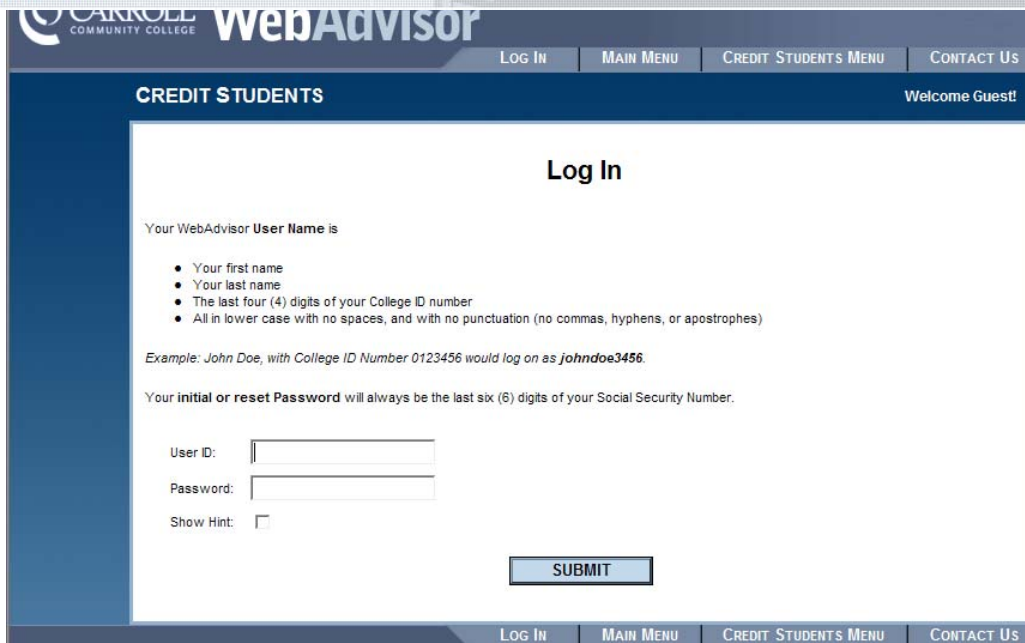 CARROLL
COMMUNITY COLLEGE
WebAdvisor
LOG IN MAIN MENU CREDIT STUDENTS MENU CONTACT US
CREDIT STUDENTS
Welcome Guest!
Log In
Your WebAdvisor User Name is
• Your first name
• Your last name
• The last four (4) digits of your College ID number
• All in lower case with no spaces, and with no punctuation (no commas, hyphens, or apostrophes)
Example: John Doe, with College ID Number 0123456 would log on as johndoe3456.
Your initial or reset Password will always be the last six (6) digits of your Social Security Number.
User ID:
Password:
Show Hint:
SUBMIT
LOG IN MAIN MENU CREDIT STUDENTS MENU CONTACT US